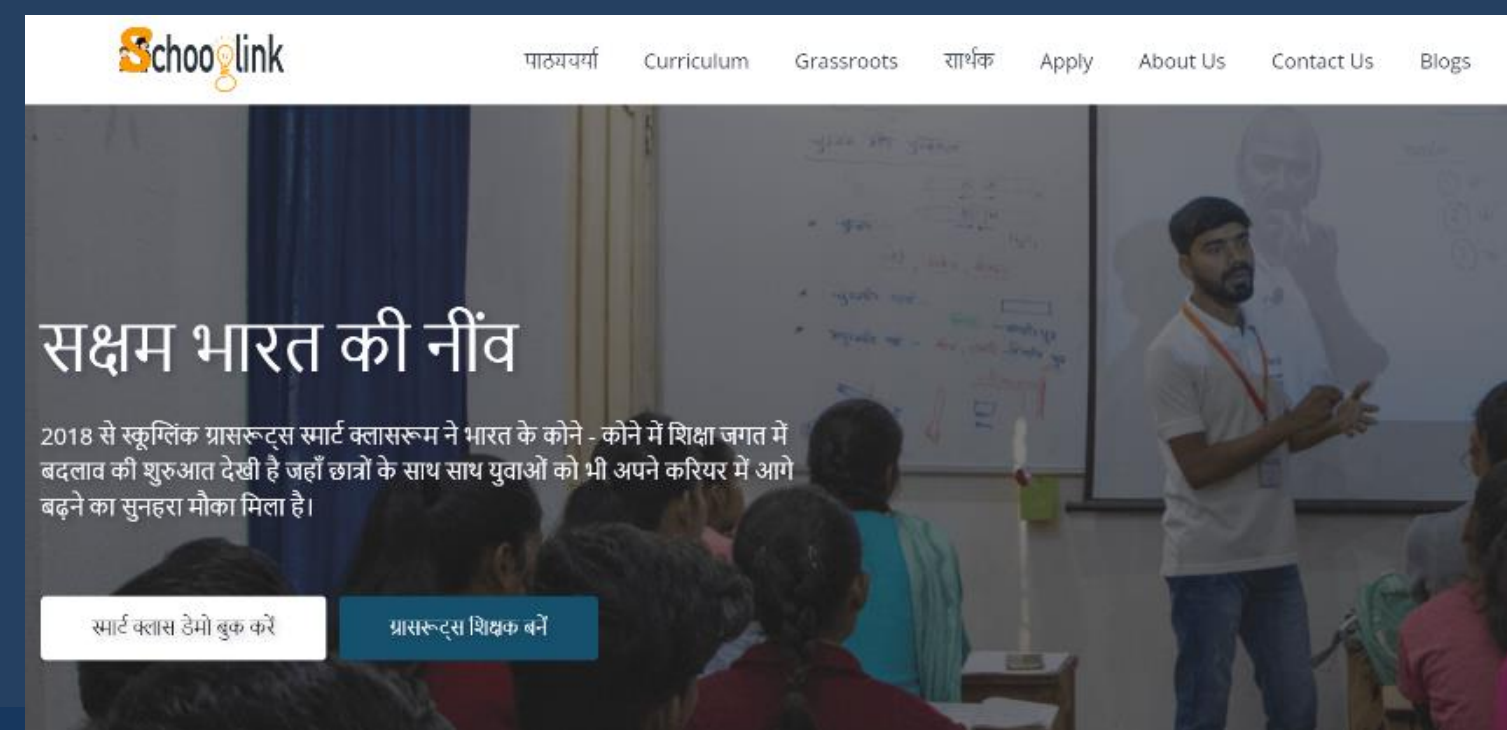 Schooglink
पाठ्यचर्या Curriculum Grassroots सार्थक Apply About Us Contact Us Blogs
सक्षम भारत की नींव
2018 से स्कूग्लिंक ग्रासरूट्स स्मार्ट क्लासरूम ने भारत के कोने - कोने में शिक्षा जगत में
बदलाव की शुरुआत देखी है जहाँ छात्रों के साथ साथ युवाओं को भी अपने करियर में आगे
बढ़ने का सुनहरा मौका मिला है।
स्मार्ट क्लास डेमो बुक करें ग्रासरूट्स शिक्षक बनें